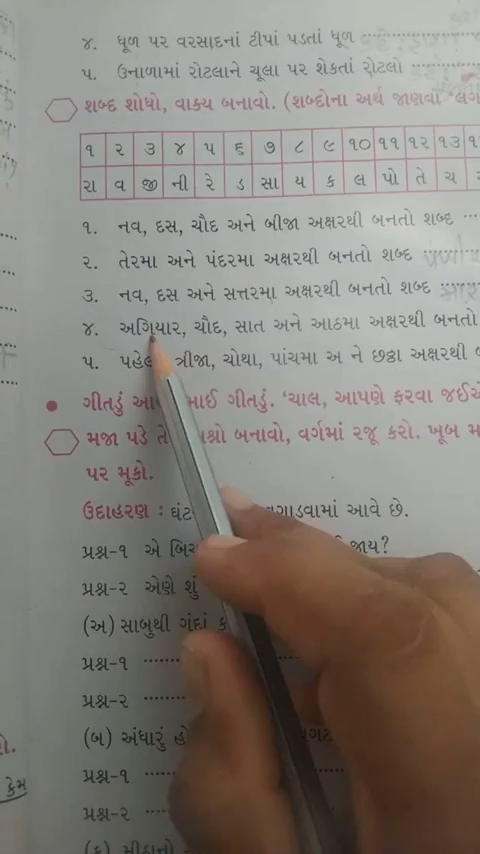 ૪. ધૂળ પર વરસાદનાં ટીપાં પડતાં ધૂળ
૫. ઉનાળામાં રોટલાને ચૂલા પર શેકતાં રોટલો
શબ્દ શોધો, વાક્ય બનાવો. (શબ્દોના અર્થ જાણવા
૧ ૨ ૩ ૪ ૫ ૬ ૭ ૮ ૯ ૧૦ ૧૧ ૧૨ ૧૩
રા વ જી ની રે ડ સા ય ક લ પો તે ચ
૧. નવ, દસ, ચૌદ અને બીજા અક્ષરથી બનતો શબ્દ
૨. તેરમા અને પંદરમા અક્ષરથી બનતો શબ્દ
૩. નવ, દસ અને સત્તરમા અક્ષરથી બનતો શબ્દ
૪. અગિયાર, ચૌદ, સાત અને આઠમા અક્ષરથી બનતો
૫. ત્રીજા, ચોથા, પાંચમા અ ને છઠ્ઠા અક્ષરથી
ગીતડું ગીતડું. ‘ચાલ, આપણે ફરવા જઈએ
મજા પડે બનાવો, વર્ગમાં રજૂ કરો. ખૂબ
પર મૂકો.
ઉદાહરણ : વગાડવામાં આવે છે.
પ્રશ્ન-૧ એ જાય?
પ્રશ્ન-૨ એણે શું
(અ) સાબુથી ગંદાં
પ્રશ્ન-૧
પ્રશ્ન-૨
(બ) અંધારું
પ્રશ્ન-૧
પ્રશ્ન-૨
કેમ